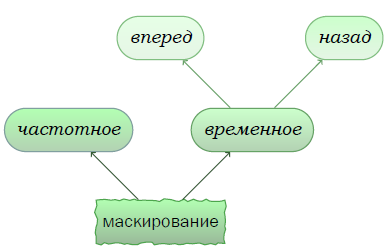 вперед
назад
частотное
временное
маскирование